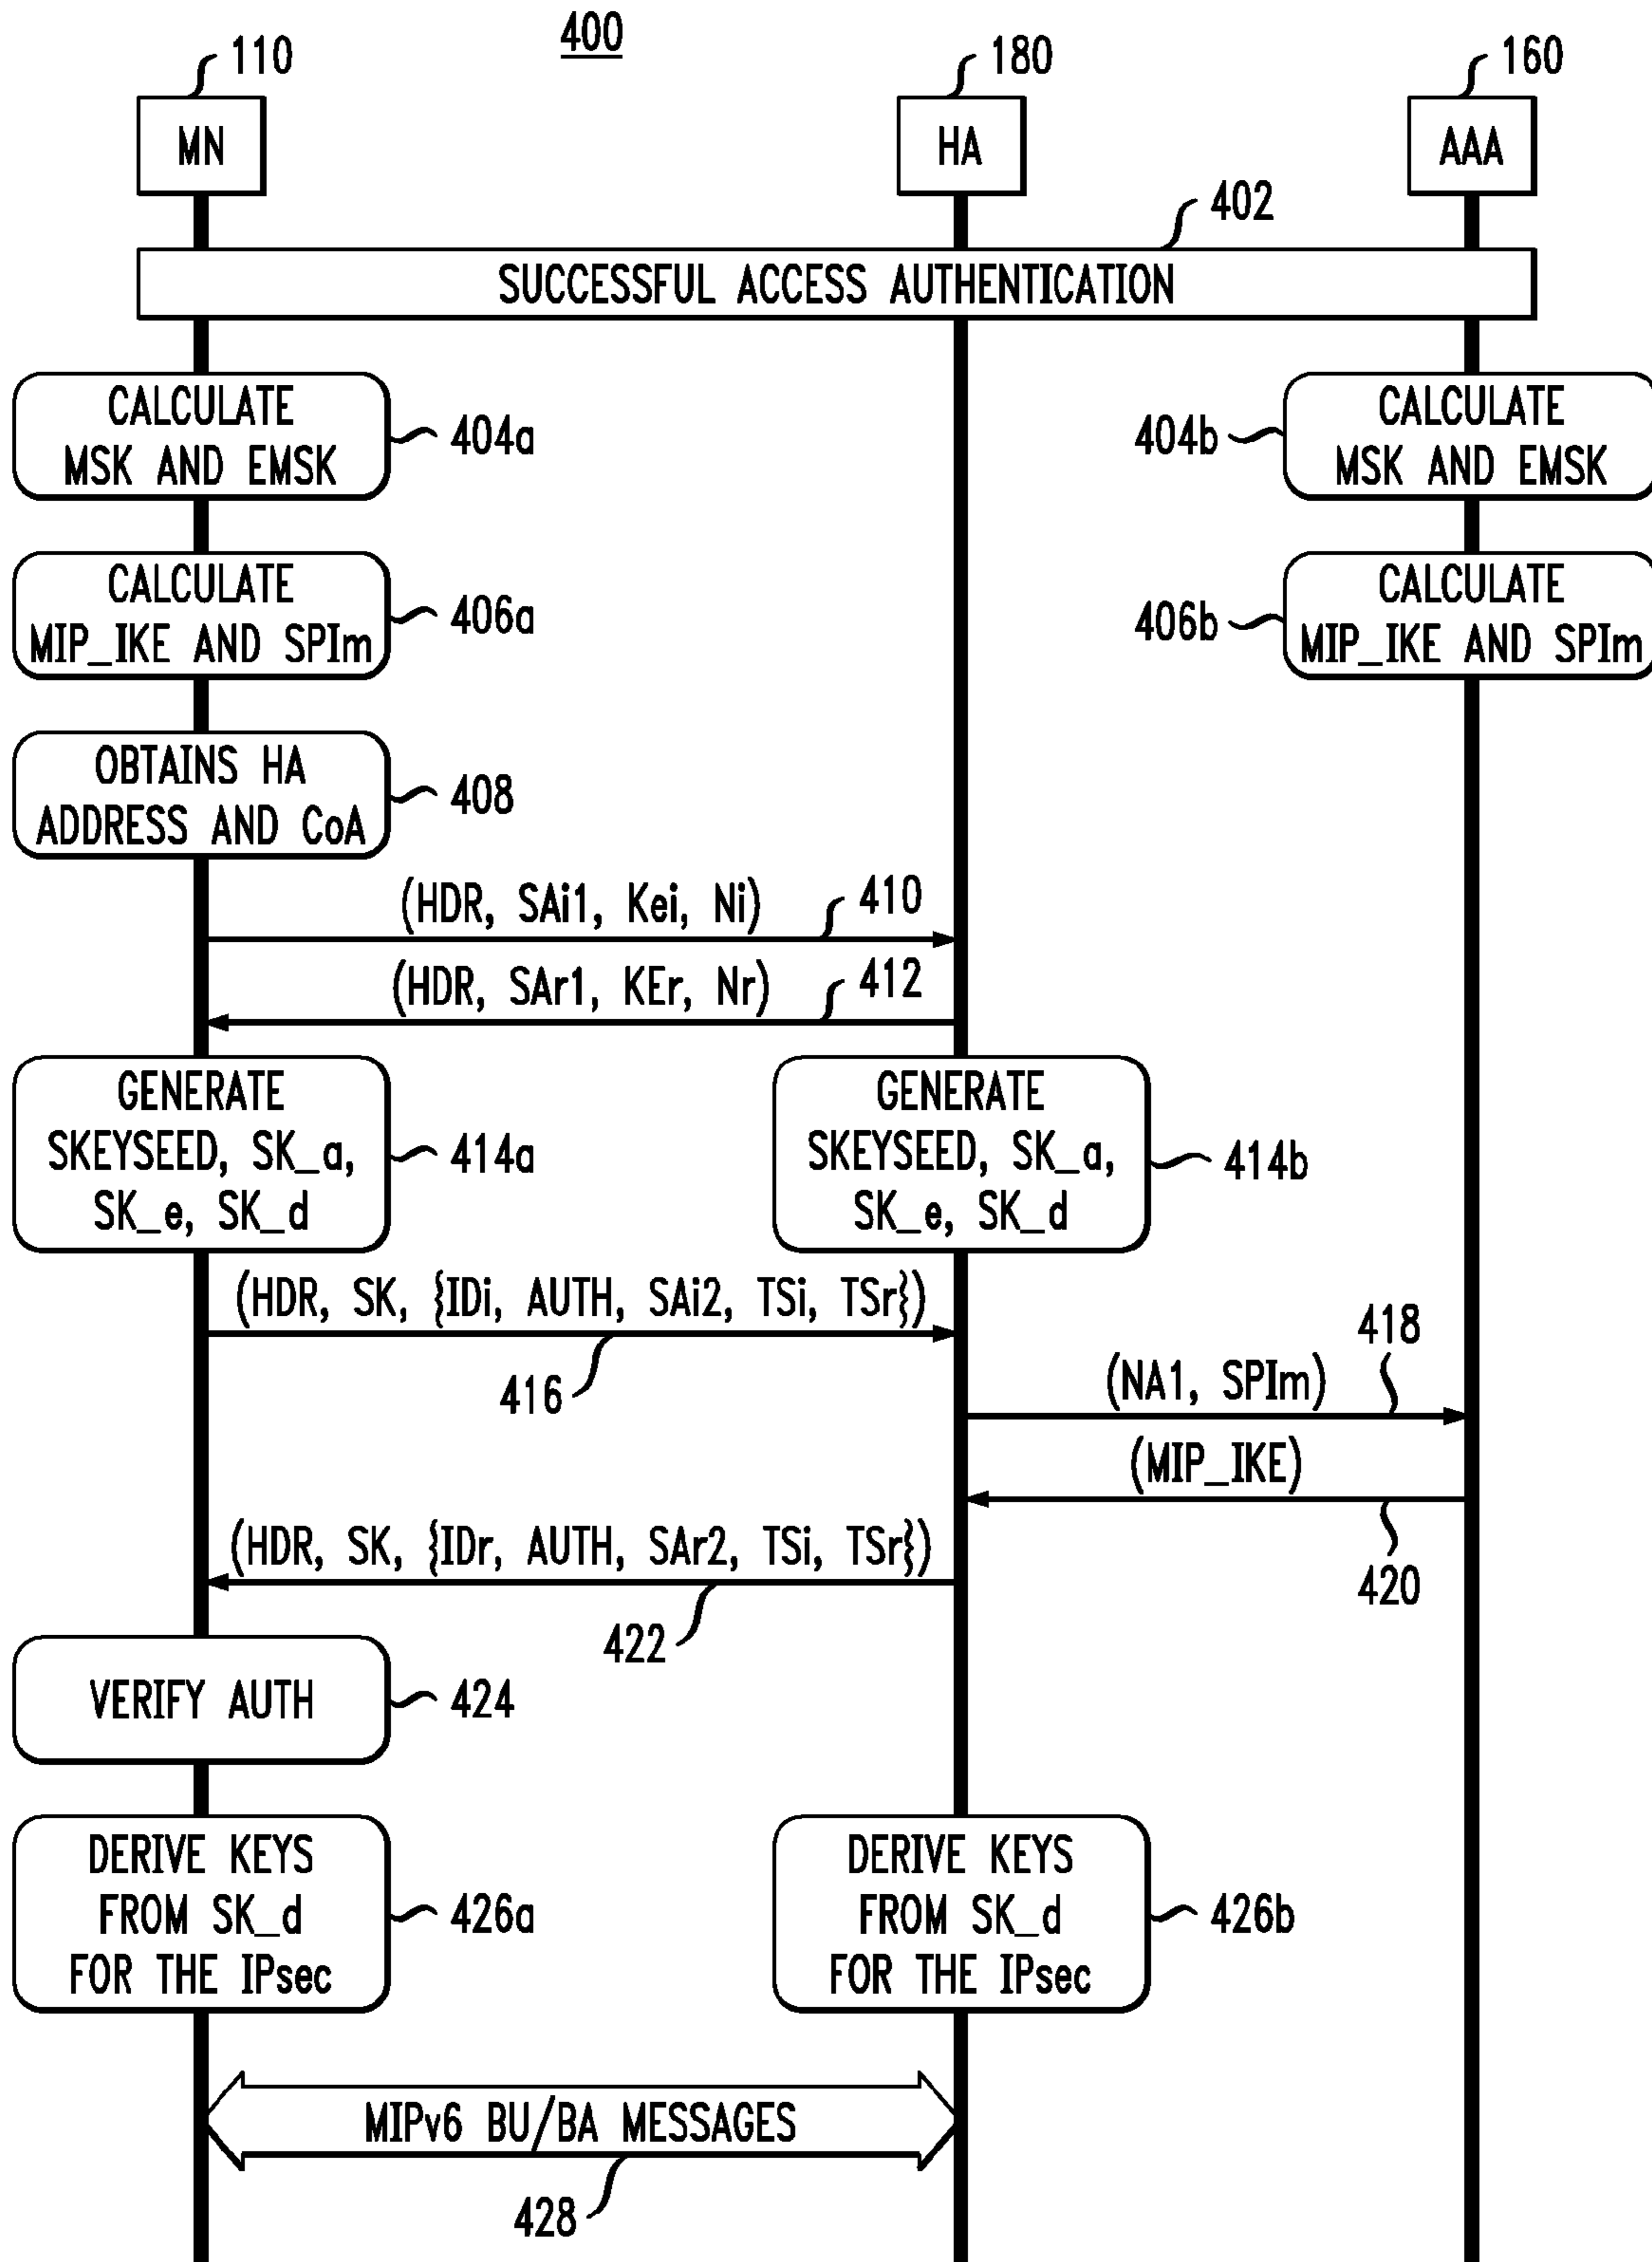 400
110
180
160
MN
HA
AAA
402
SUCCESSFUL ACCESS AUTHENTICATION
CALCULATE
MSK AND EMSK
404a
404b
CALCULATE
MSK AND EMSK
CALCULATE
MIP_IKE AND SPIm
406a
406b
CALCULATE
MIP_IKE AND SPIm
OBTAINS HA
ADDRESS AND CoA
408
(HDR, SAi1, Kei, Ni)
410
(HDR, SAr1, KEr, Nr)
412
GENERATE
SKEYSEED, SK_a,
SK_e, SK_d
414a
GENERATE
SKEYSEED, SK_a,
SK_e, SK_d
414b
(HDR, SK, {IDi, AUTH, SAi2, TSi, TSr})
416
418
(NA1, SPIm)
(MIP_IKE)
420
(HDR, SK, {IDr, AUTH, SAr2, TSi, TSr})
422
VERIFY AUTH
424
DERIVE KEYS
FROM SK_d
FOR THE IPsec
426a
DERIVE KEYS
FROM SK_d
FOR THE IPsec
426b
MIPv6 BU/BA MESSAGES
428